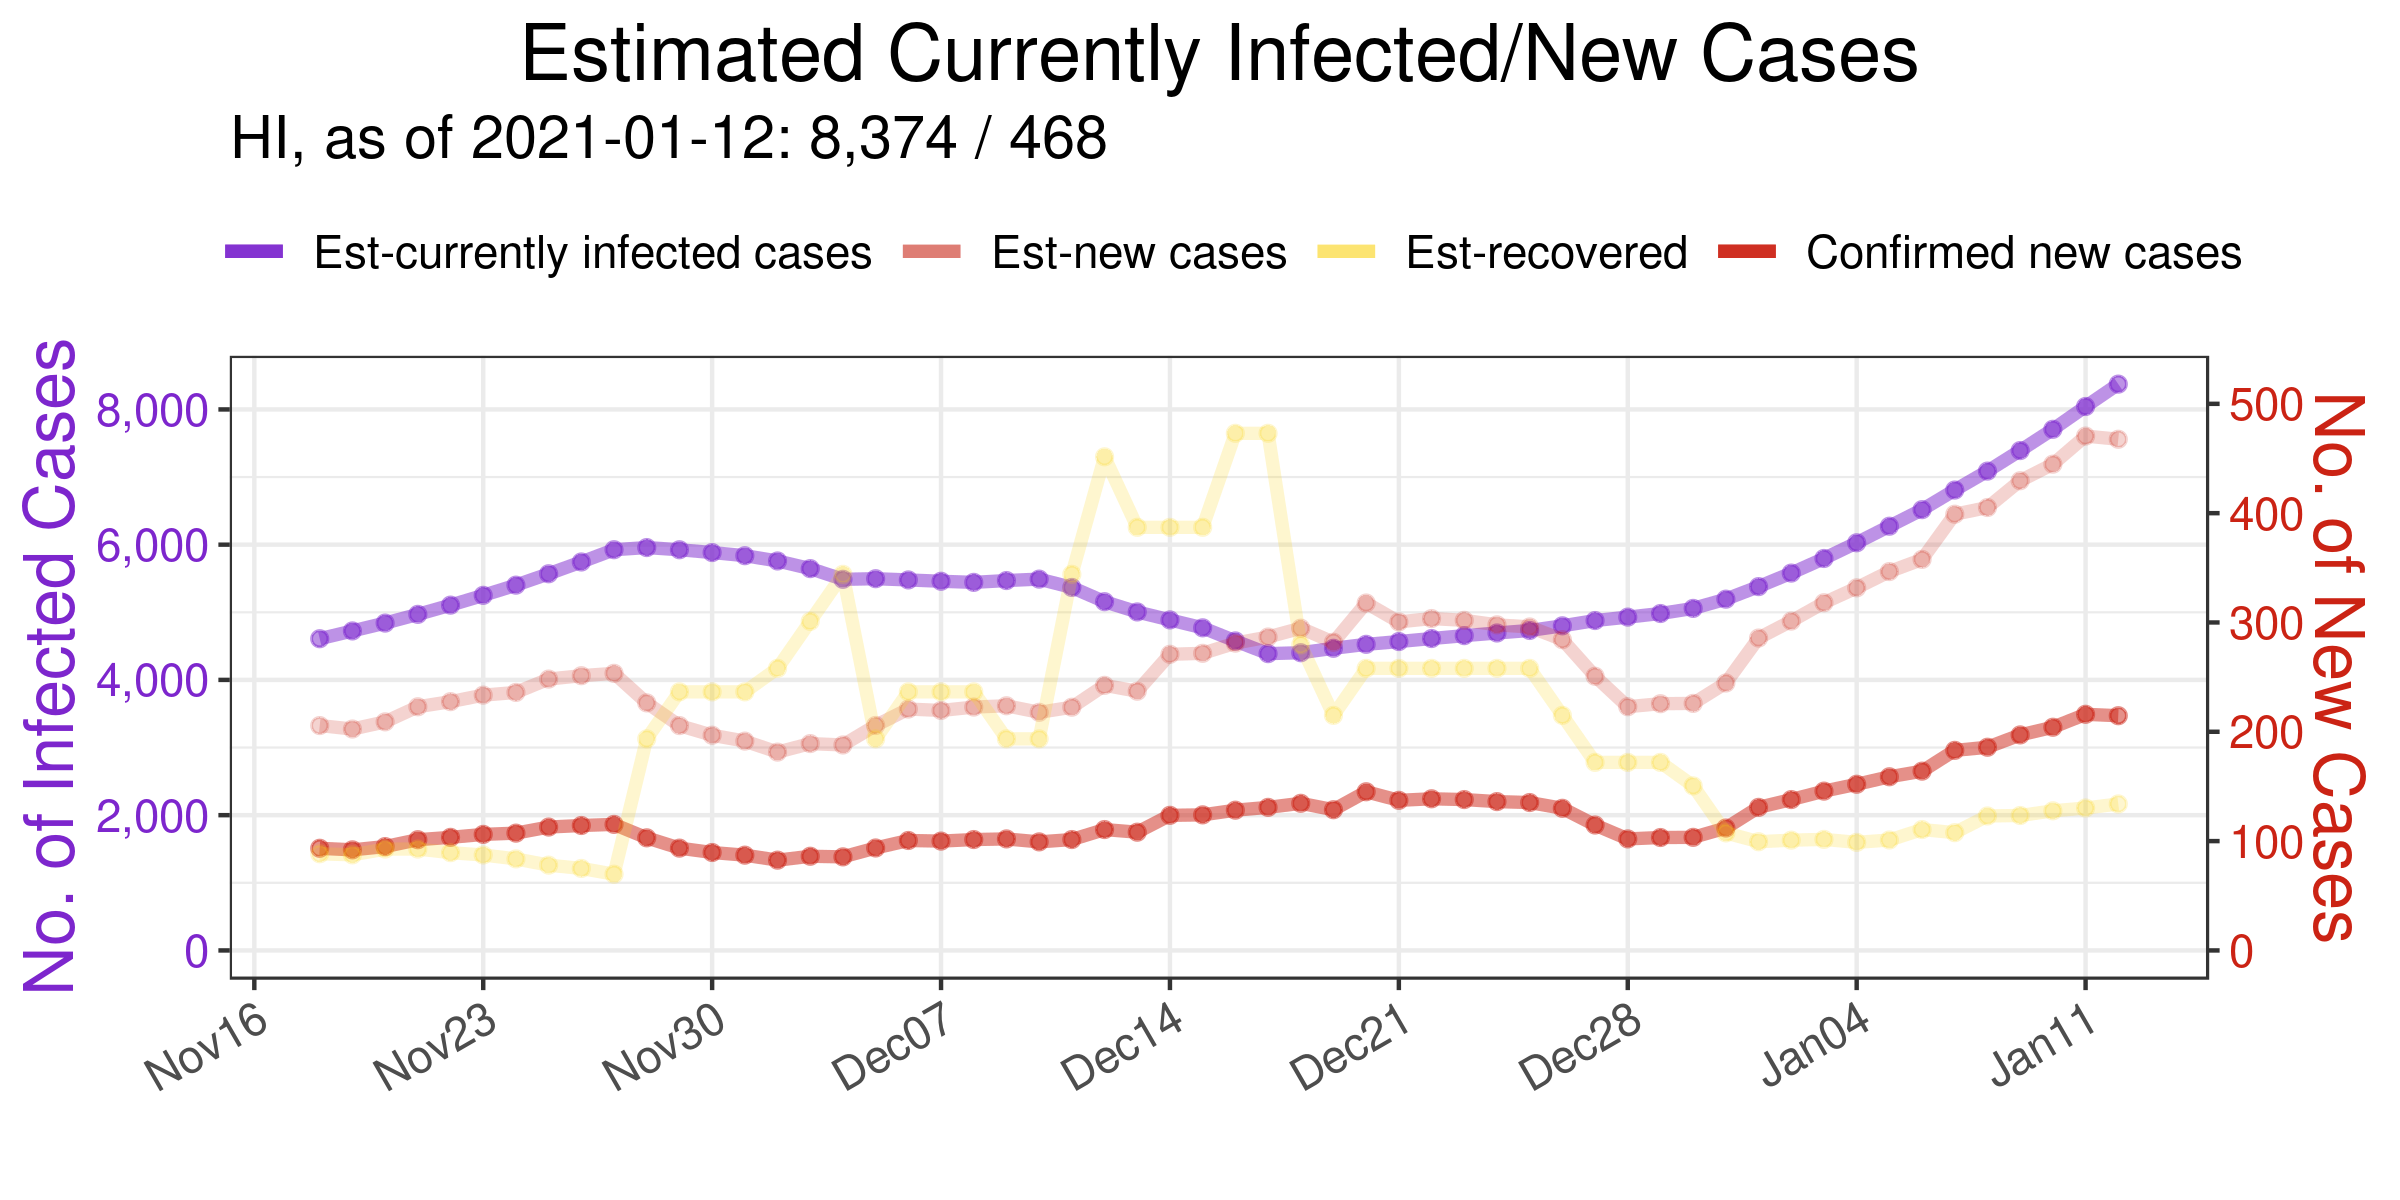 Estimated Currently Infected/New Cases
HI, as of 2021-01-12: 8,374 / 468
Est-currently infected cases Est-new cases Est-recovered Confirmed new cases
No. of Infected Cases
8,000
6,000
4,000
2,000
0
500
400
300
200
100
0
No. of New Cases
Nov16 Nov23 Nov30 Dec07 Dec14 Dec21 Dec28 Jan04 Jan11